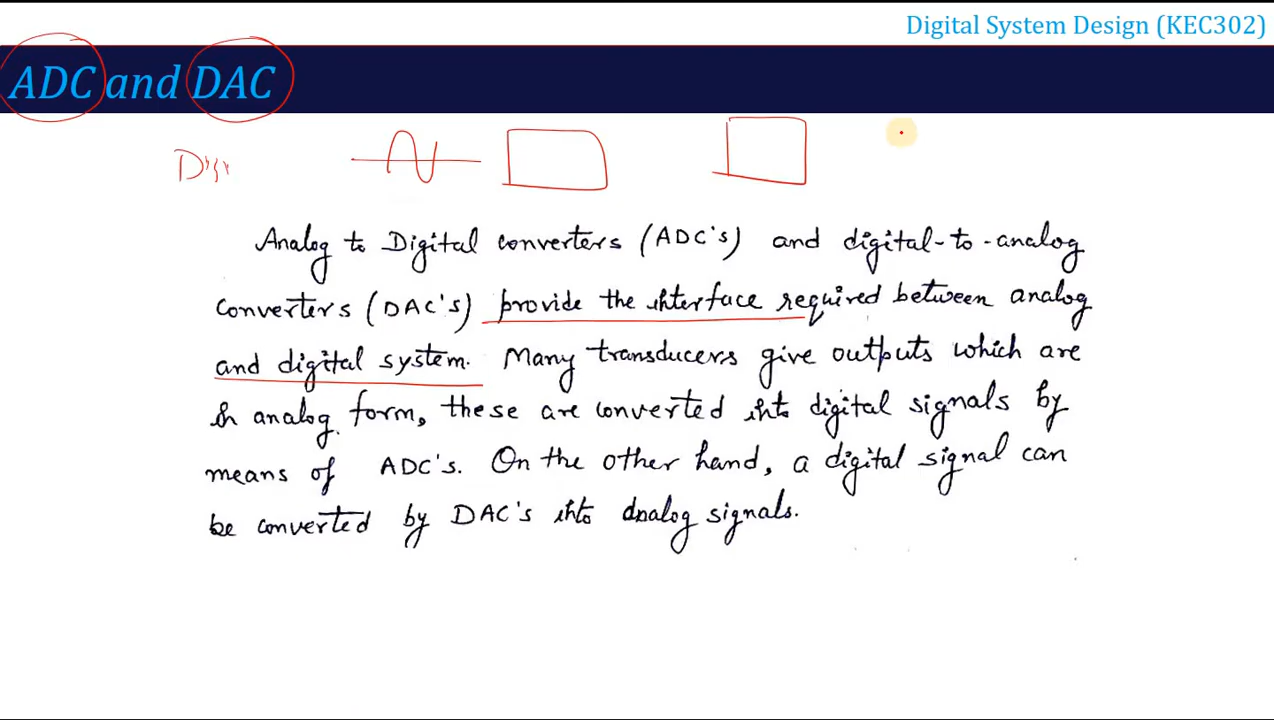 Digital System Design (KEC302)
ADC and DAC
Analog to Digital converters (ADC's) and digital-to-analog
Converters (DAC's) provide the interface required between analog
and digital system. Many transducers give outputs which are
in analog form, these are converted into digital signals by
means of ADC's. On the other hand, a digital signal can
be converted by DAC's into analog signals.